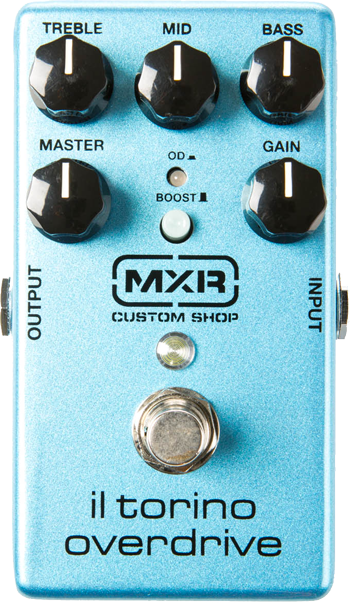 TREBLE MID BASS
MASTER GAIN
OD
BOOST
OUTPUT INPUT
MXR
CUSTOM SHOP
il torino
overdrive